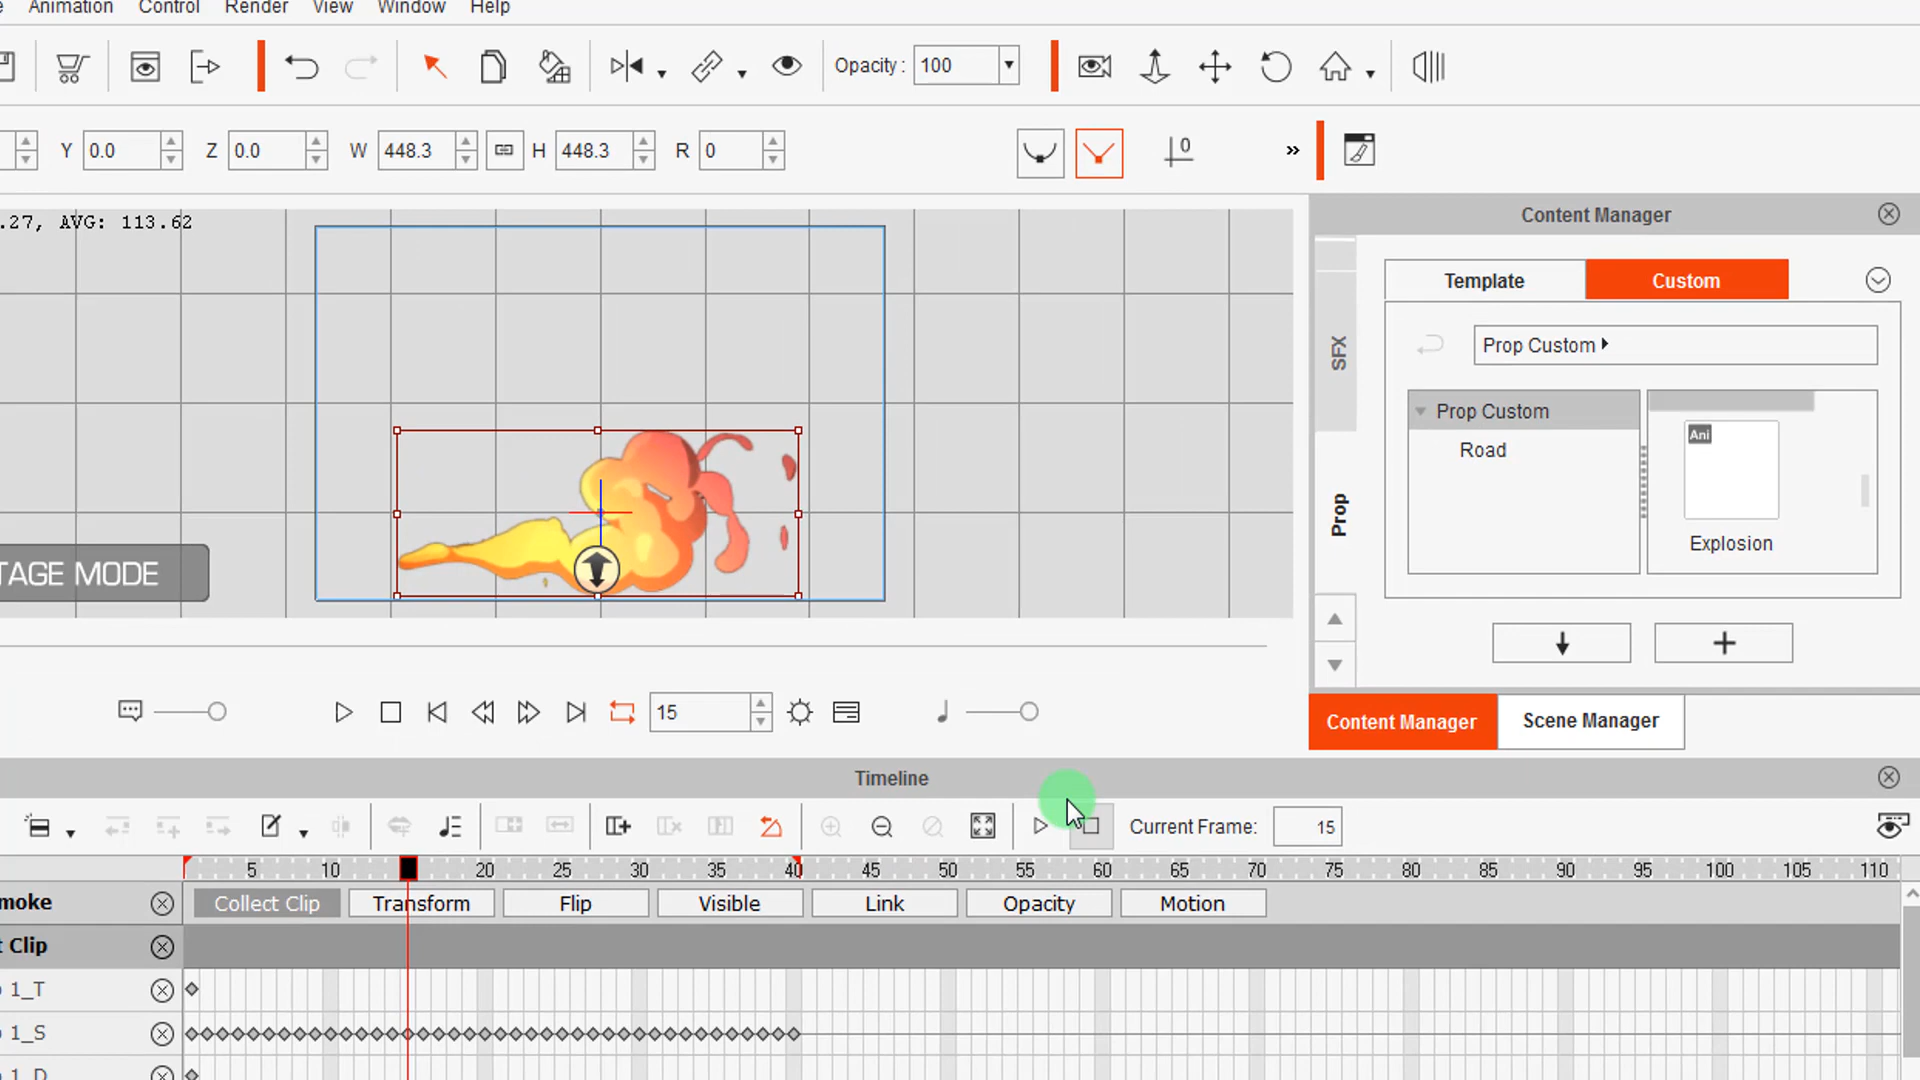 Animation Control Render View Window Help
Opacity : 100
Y 0.0 Z 0.0 W 448.3 H 448.3 R 0
0
.27, AVG: 113.62
Content Manager
Template Custom
SFX
Prop Custom
Prop Custom
Road
Ani
Prop
Explosion
TAGE MODE
15
Content Manager Scene Manager
Timeline
Current Frame: 15
5 10 20 25 30 35 40 45 50 55 60 65 70 75 80 85 90 95 100 105 110
moke Collect Clip Transform Flip Visible Link Opacity Motion
t Clip
1_T
1_S
1_D